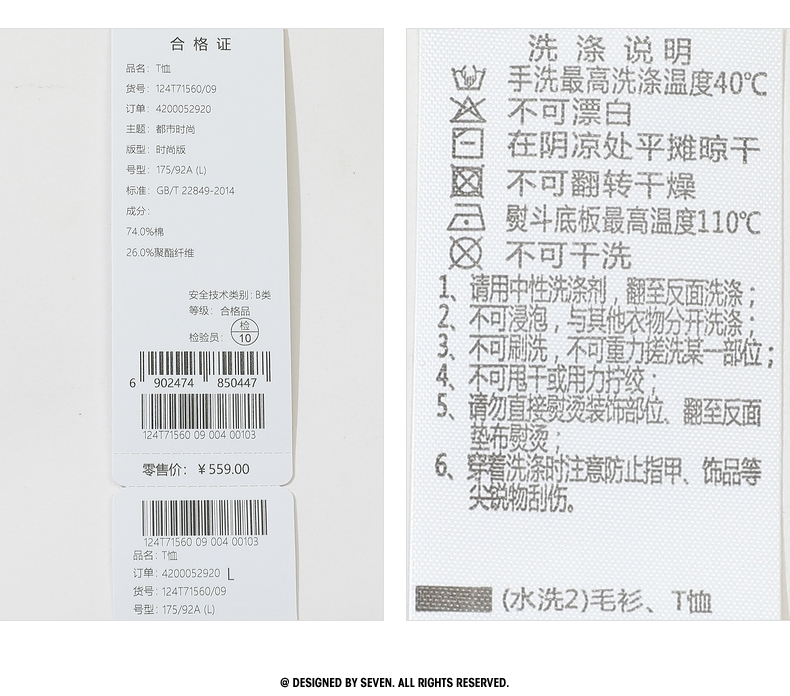 合格证
品名：T恤
货号：124T71560/09
订单：4200052920
主题：都市时尚
版型：时尚版
号型：175/92A (L)
标准：GB/T 22849-2014
成分：
74.0%棉
26.0%聚酯纤维
安全技术类别：B类
等级：合格品
检验员：检 10
6 902474 850447
124T71560 09 004 00103
零售价：￥559.00
124T71560 09 004 00103
品名：T恤
订单：4200052920 L
货号：124T71560/09
号型：175/92A (L)
洗涤说明
手洗最高洗涤温度40℃
不可漂白
在阴凉处平摊晾干
不可翻转干燥
熨斗底板最高温度110℃
不可干洗
1、请用中性洗涤剂，翻至反面洗涤；
2、不可浸泡，与其他衣物分开洗涤；
3、不可刷洗，不可重力搓洗某一部位；
4、不可甩干或用力拧绞；
5、请勿直接熨烫装饰部位、翻至反面
垫布熨烫；
6、穿着洗涤时注意防止指甲、饰品等
尖锐物刮伤。
(水洗2)毛衫、T恤
@ DESIGNED BY SEVEN. ALL RIGHTS RESERVED.